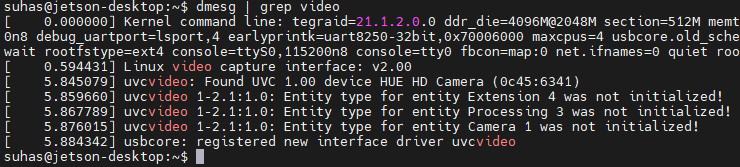 suhas@jetson-desktop:~$ dmesg | grep video
[    0.000000] Kernel command line: tegraid=21.1.2.0.0 ddr_die=4096M@2048M section=512M memt
0n8 debug_uartport=lsport,4 earlyprintk=uart8250-32bit,0x70006000 maxcpus=4 usbcore.old_sche
wait rootfstype=ext4 console=ttyS0,115200n8 console=tty0 fbcon=map:0 net.ifnames=0 quiet roo
[    0.594431] Linux video capture interface: v2.00
[    5.845079] uvcvideo: Found UVC 1.00 device HUE HD Camera (0c45:6341)
[    5.859660] uvcvideo 1-2.1:1.0: Entity type for entity Extension 4 was not initialized!
[    5.867789] uvcvideo 1-2.1:1.0: Entity type for entity Processing 3 was not initialized!
[    5.876015] uvcvideo 1-2.1:1.0: Entity type for entity Camera 1 was not initialized!
[    5.884342] usbcore: registered new interface driver uvcvideo
suhas@jetson-desktop:~$